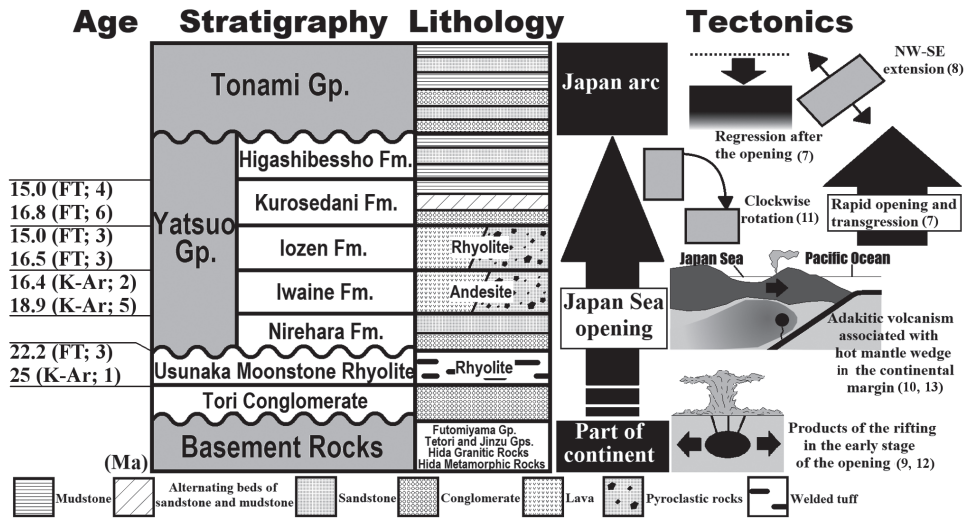 Age
Stratigraphy
Lithology
Tectonics
Tonami Gp.
Yatsuo
Gp.
Higashibessho Fm.
Kurosedani Fm.
Iozen Fm.
Iwaine Fm.
Nirehara Fm.
Usunaka Moonstone Rhyolite
Tori Conglomerate
Basement Rocks
15.0 (FT; 4)
16.8 (FT; 6)
15.0 (FT; 3)
16.5 (FT; 3)
16.4 (K-Ar; 2)
18.9 (K-Ar; 5)
22.2 (FT; 3)
25 (K-Ar; 1)
(Ma)
Rhyolite
Andesite
Rhyolite
Futomiyama Gp.
Tetori and Jinzu Gps.
Hida Granitic Rocks
Hida Metamorphic Rocks
Japan arc
Japan Sea
opening
Part of
continent
NW-SE
extension (8)
Regression after
the opening (7)
Clockwise
rotation (11)
Rapid opening and
transgression (7)
Japan Sea
Pacific Ocean
Adakitic volcanism
associated with
hot mantle wedge
in the continental
margin (10, 13)
Products of the rifting
in the early stage
of the opening (9, 12)
Mudstone
Alternating beds of
sandstone and mudstone
Sandstone
Conglomerate
Lava
Pyroclastic rocks
Welded tuff